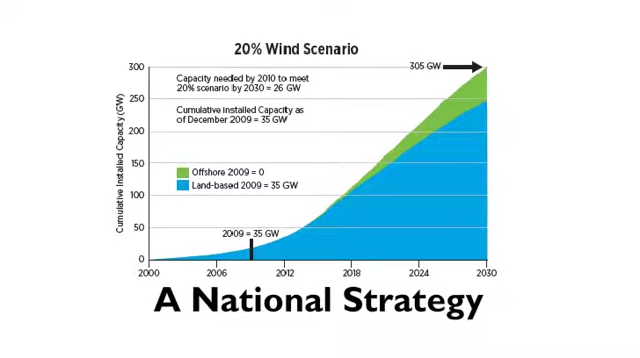 20% Wind Scenario
305 GW
300
250
200
150
100
50
0
Cumulative Installed Capacity (GW)
Capacity needed by 2010 to meet
20% scenario by 2030 = 26 GW
Cumulative installed Capacity as
of December 2009 = 35 GW
Offshore 2009 = 0
Land-based 2009 = 35 GW
2009 = 35 GW
2000 2006 2012 2018 2024 2030
A National Strategy